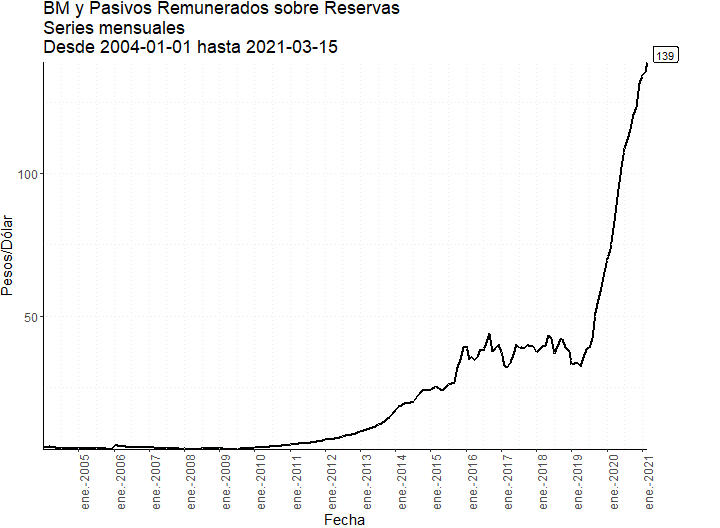 BM y Pasivos Remunerados sobre Reservas
Series mensuales
Desde 2004-01-01 hasta 2021-03-15
139
100
50
Pesos/Dólar
ene.-2005
ene.-2006
ene.-2007
ene.-2008
ene.-2009
ene.-2010
ene.-2011
ene.-2012
ene.-2013
ene.-2014
ene.-2015
ene.-2016
ene.-2017
ene.-2018
ene.-2019
ene.-2020
ene.-2021
Fecha